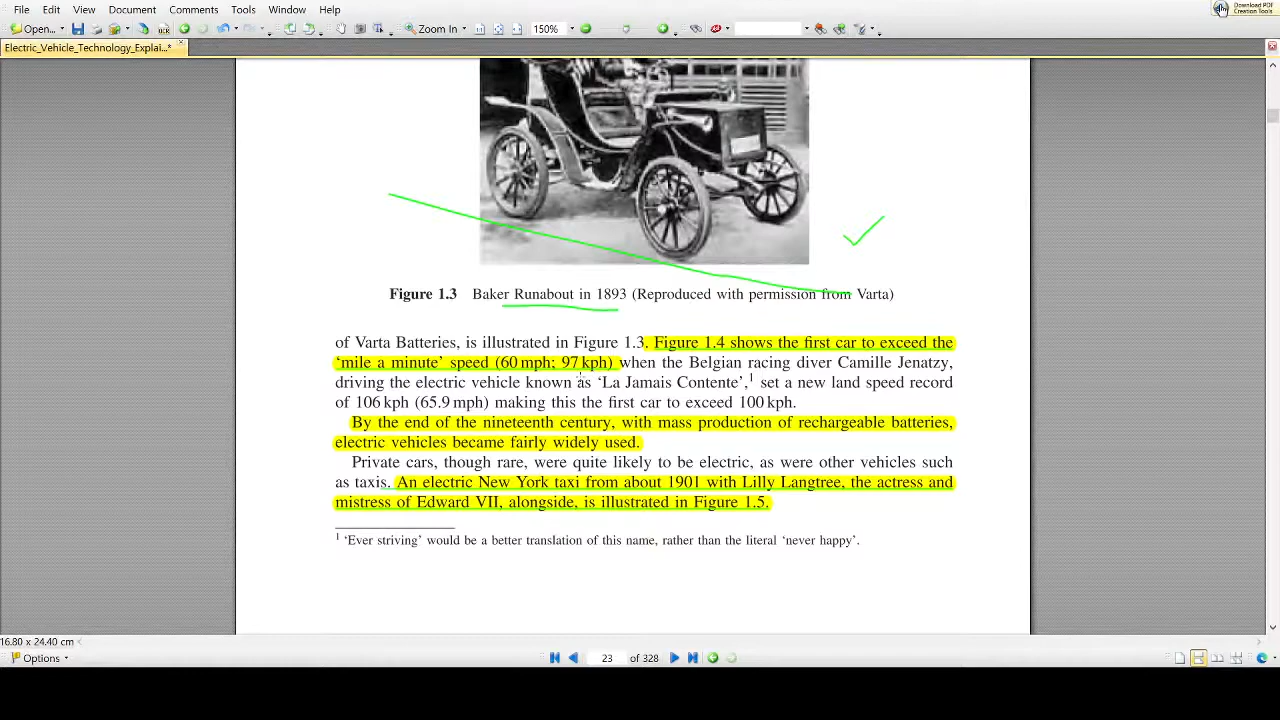 File Edit View Document Comments Tools Window Help
Download PDF
Creation Tools
Open... OCR Zoom In 150%
Electric_Vehicle_Technology_Explai...*
Figure 1.3 Baker Runabout in 1893 (Reproduced with permission from Varta)
of Varta Batteries, is illustrated in Figure 1.3. Figure 1.4 shows the first car to exceed the
‘mile a minute’ speed (60 mph; 97 kph) when the Belgian racing diver Camille Jenatzy,
driving the electric vehicle known as ‘La Jamais Contente’,1 set a new land speed record
of 106 kph (65.9 mph) making this the first car to exceed 100 kph.
By the end of the nineteenth century, with mass production of rechargeable batteries,
electric vehicles became fairly widely used.
Private cars, though rare, were quite likely to be electric, as were other vehicles such
as taxis. An electric New York taxi from about 1901 with Lilly Langtree, the actress and
mistress of Edward VII, alongside, is illustrated in Figure 1.5.
1 ‘Ever striving’ would be a better translation of this name, rather than the literal ‘never happy’.
16.80 x 24.40 cm
Options 23 of 328